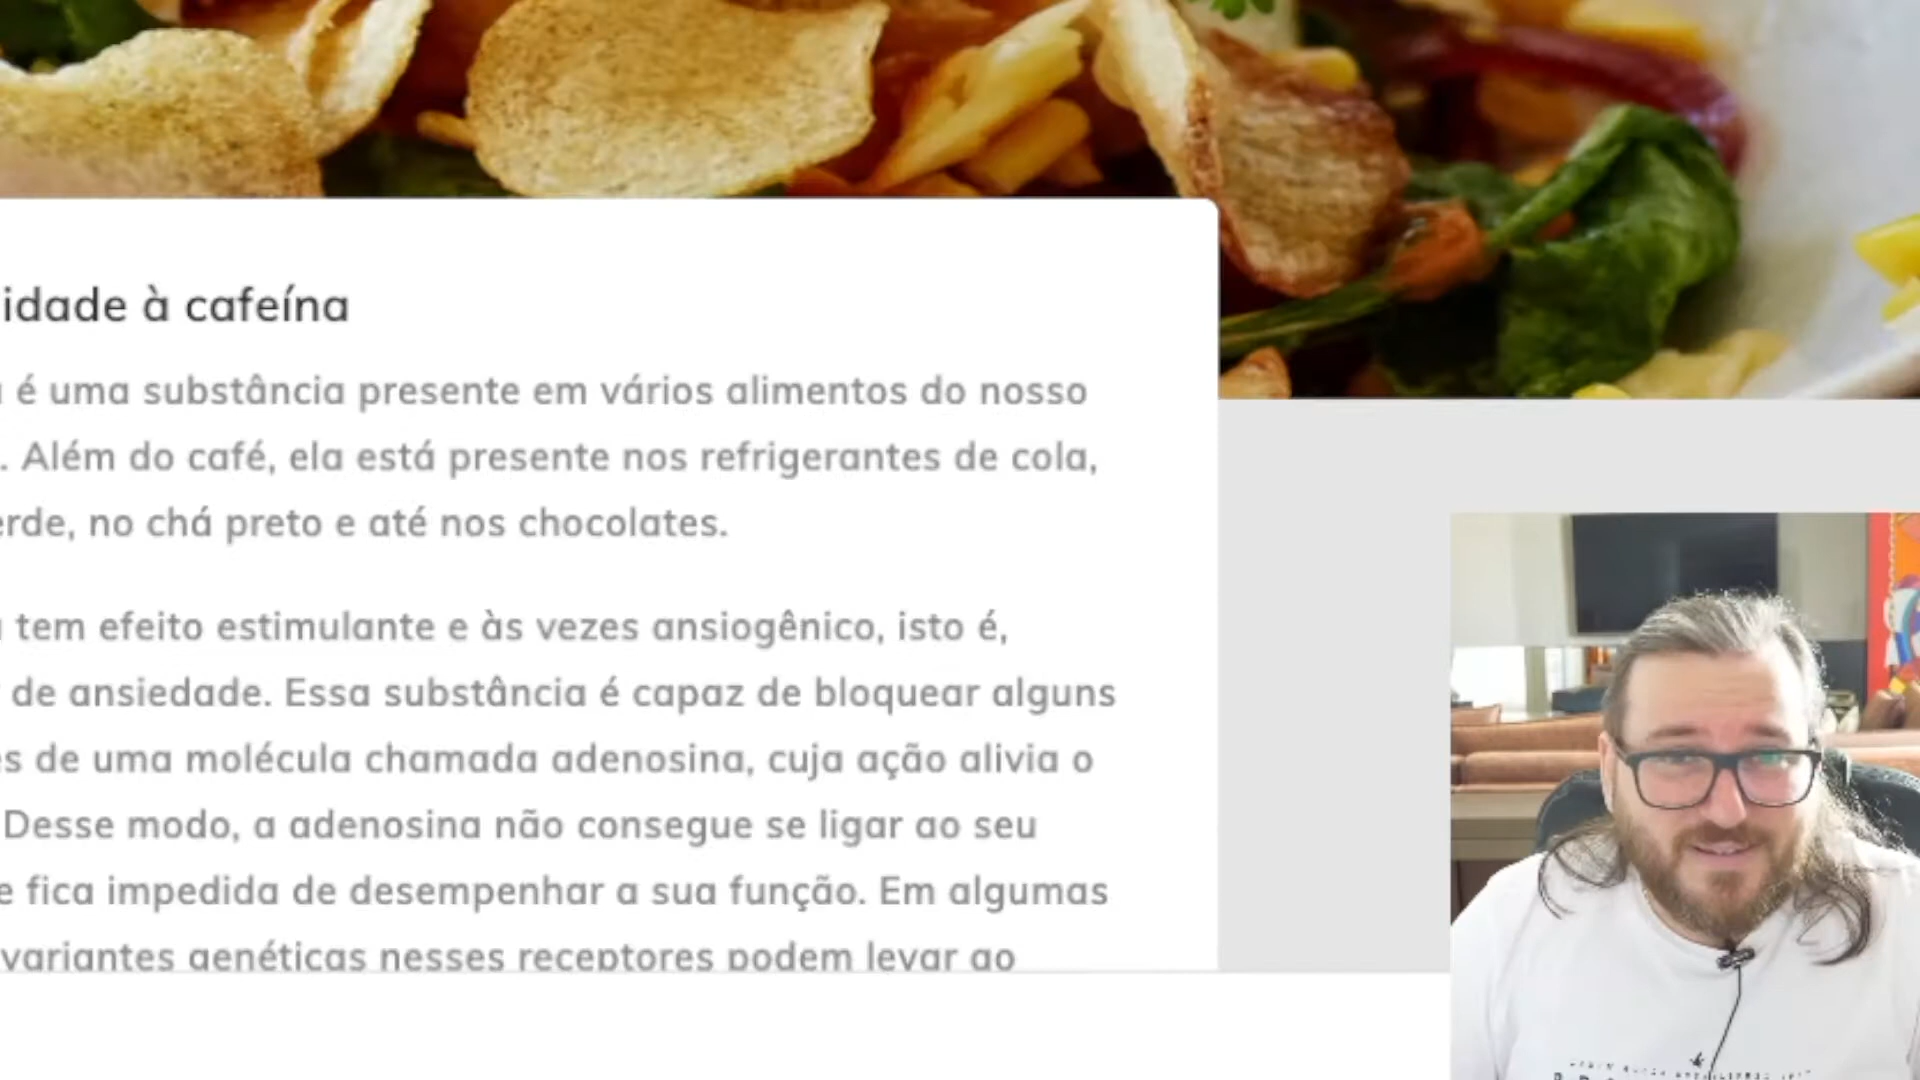 idade à cafeína
é uma substância presente em vários alimentos do nosso
. Além do café, ela está presente nos refrigerantes de cola,
erde, no chá preto e até nos chocolates.
tem efeito estimulante e às vezes ansiogênico, isto é,
de ansiedade. Essa substância é capaz de bloquear alguns
es de uma molécula chamada adenosina, cuja ação alivia o
Desse modo, a adenosina não consegue se ligar ao seu
e fica impedida de desempenhar a sua função. Em algumas
variantes genéticas nesses receptores podem levar ao